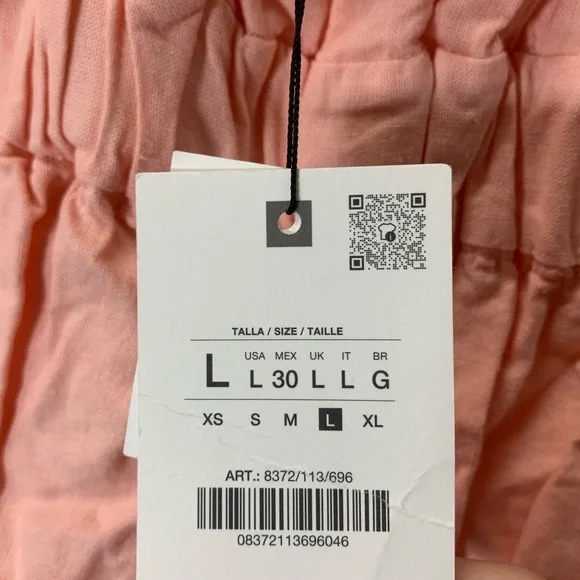 TALLA / SIZE / TAILLE
USA MEX UK IT BR
L L 30 L L G
XS S M L XL
ART.: 8372/113/696
08372113696046